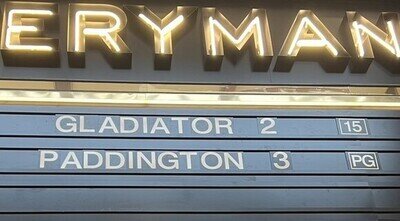 ERYMAN
GLADIATOR 2 15
PADDINGTON 3 PG